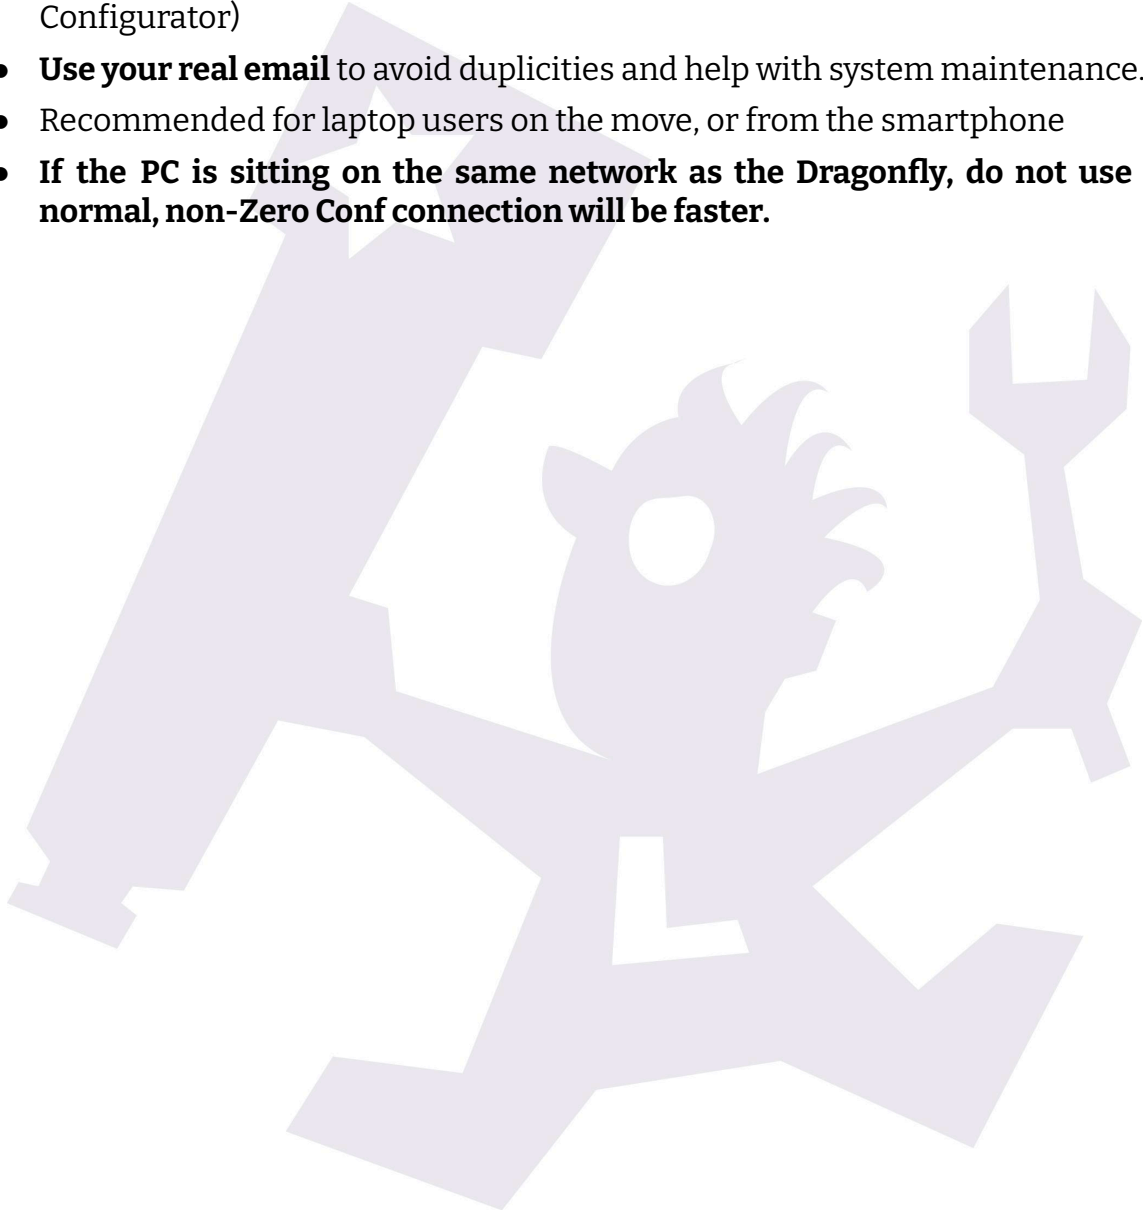 Configurator)
● Use your real email to avoid duplicities and help with system maintenance.
● Recommended for laptop users on the move, or from the smartphone
● If the PC is sitting on the same network as the Dragonfly, do not use
normal, non-Zero Conf connection will be faster.